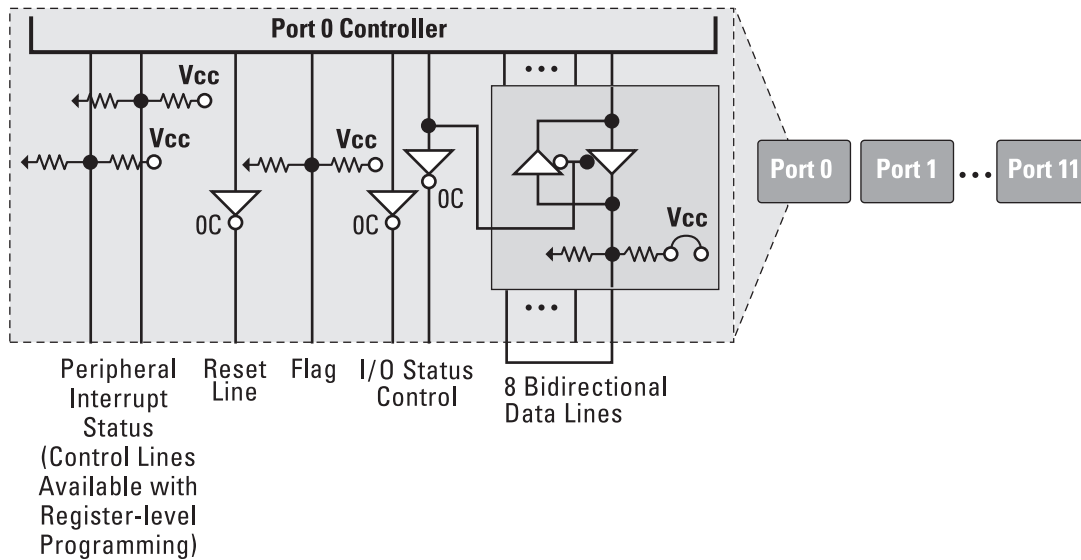 Port 0 Controller
Vcc
Vcc
Vcc
OC
OC
OC
Vcc
Port 0
Port 1
Port 11
Peripheral
Interrupt
Status
(Control Lines
Available with
Register-level
Programming)
Reset
Line
Flag
I/O Status
Control
8 Bidirectional
Data Lines